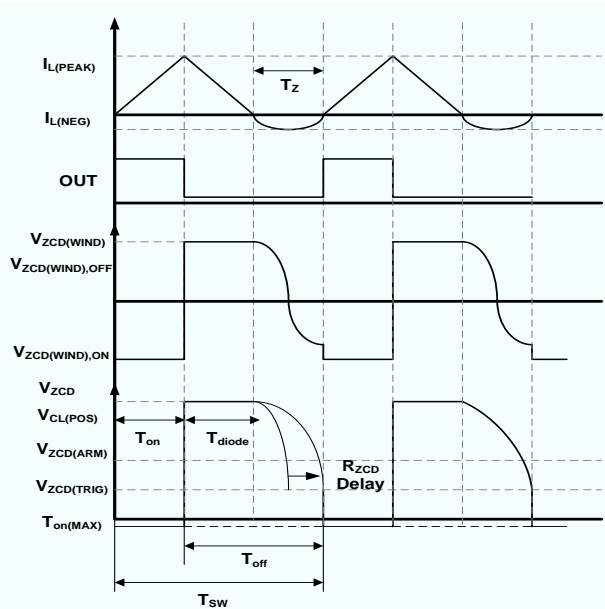 IL(PEAK)
TZ
IL(NEG)
OUT
VZCD(WIND)
VZCD(WIND),OFF
VZCD(WIND),ON
VZCD
VCL(POS)
Ton
Tdiode
VZCD(ARM)
RZCD
Delay
VZCD(TRIG)
Ton(MAX)
Toff
TSW